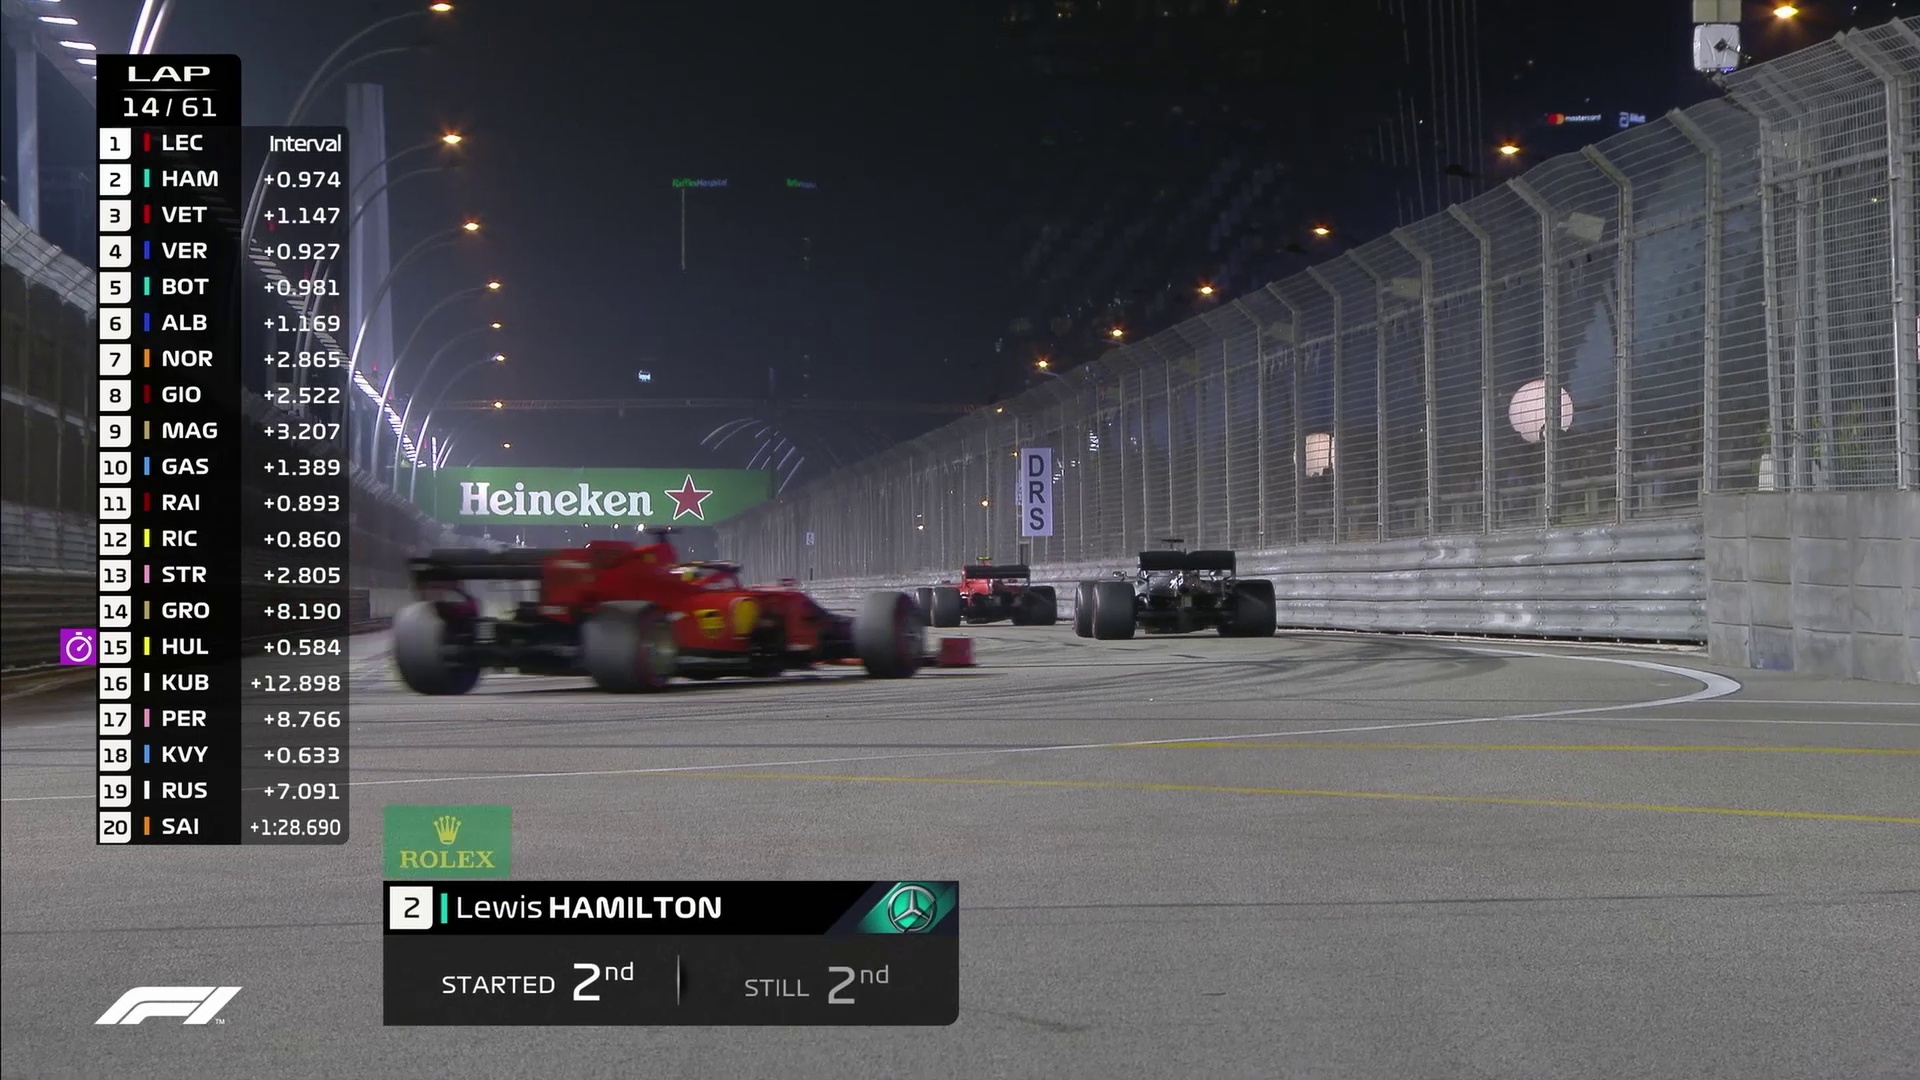 LAP
14 / 61
1 LEC Interval
2 HAM +0.974
3 VET +1.147
4 VER +0.927
5 BOT +0.981
6 ALB +1.169
7 NOR +2.865
8 GIO +2.522
9 MAG +3.207
10 GAS +1.389
11 RAI +0.893
12 RIC +0.860
13 STR +2.805
14 GRO +8.190
15 HUL +0.584
16 KUB +12.898
17 PER +8.766
18 KVY +0.633
19 RUS +7.091
20 SAI +1:28.690
mastercard
Heineken
DRS
ROLEX
2 Lewis HAMILTON
STARTED 2nd STILL 2nd
F1 ™